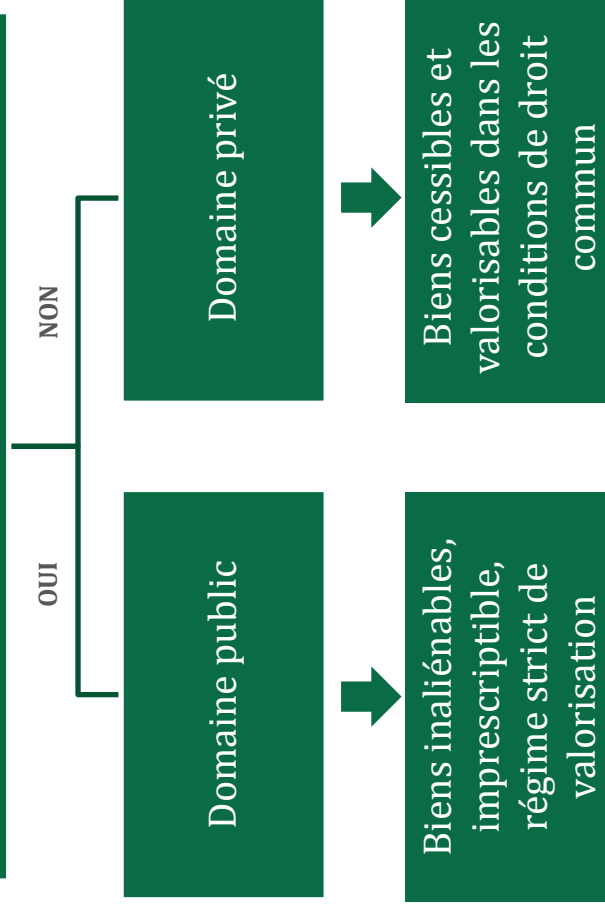 OUI
NON
Domaine public
Domaine privé
Biens inaliénables,
imprescriptible,
régime strict de
valorisation
Biens cessibles et
valorisables dans les
conditions de droit
commun